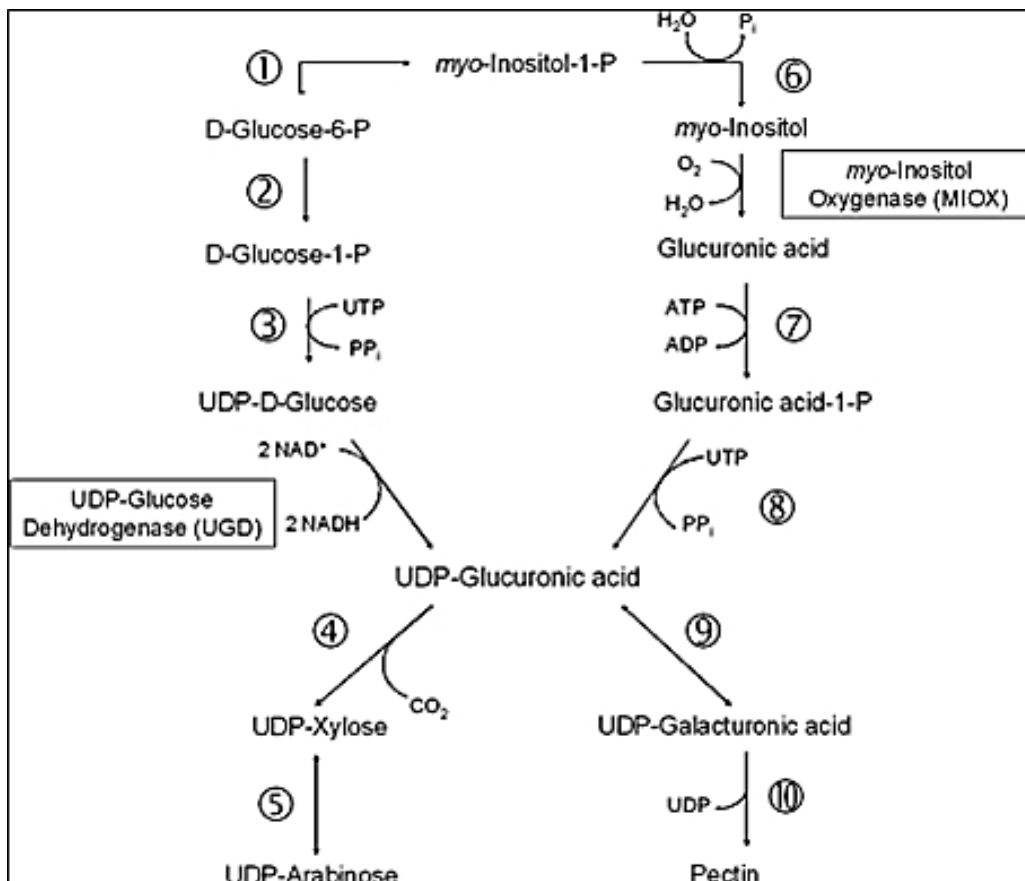 H₂O
Pᵢ
①
myo-Inositol-1-P
⑥
D-Glucose-6-P
myo-Inositol
②
O₂
H₂O
myo-Inositol
Oxygenase (MIOX)
D-Glucose-1-P
Glucuronic acid
③
UTP
PPᵢ
ATP
ADP
⑦
UDP-D-Glucose
Glucuronic acid-1-P
2 NAD⁺
2 NADH
UTP
PPᵢ
⑧
UDP-Glucose
Dehydrogenase (UGD)
UDP-Glucuronic acid
④
⑨
CO₂
UDP-Xylose
UDP-Galacturonic acid
⑤
UDP
⑩
UDP-Arabinose
Pectin